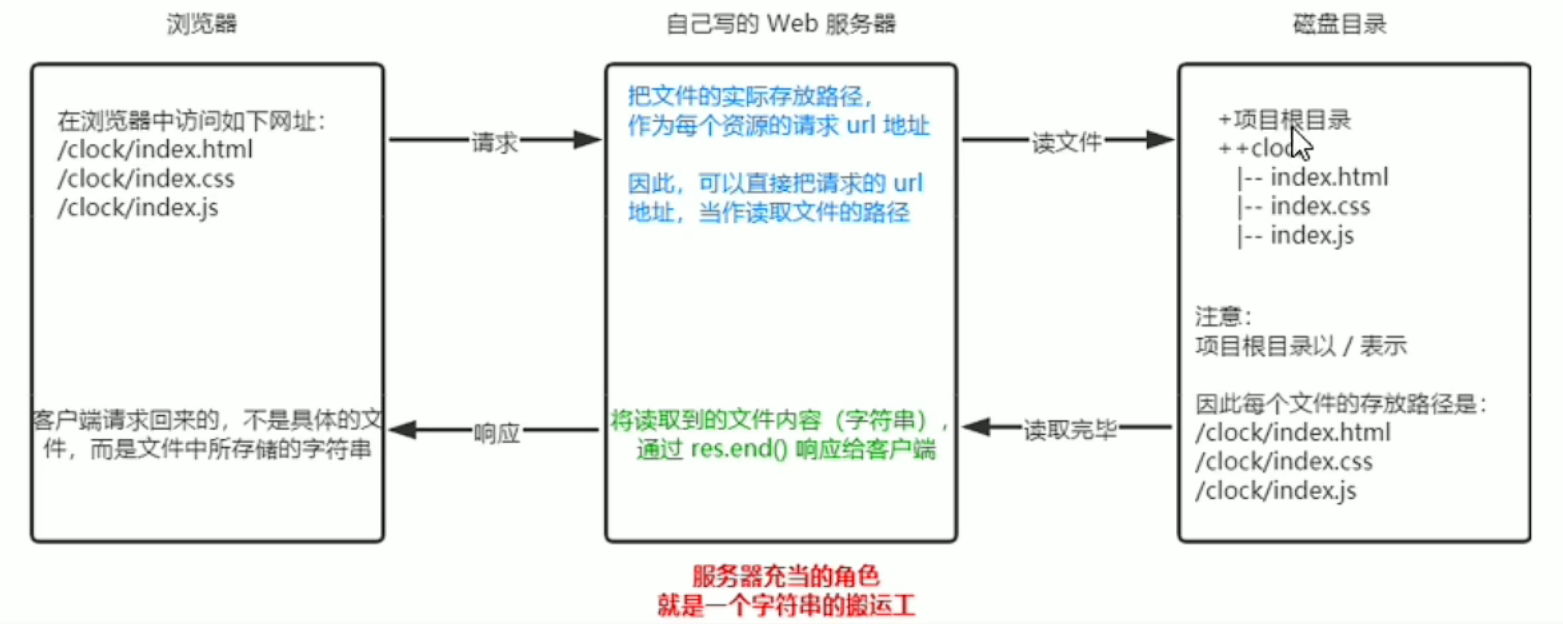 浏览器
自己写的 Web 服务器
磁盘目录
在浏览器中访问如下网址：
/clock/index.html
/clock/index.css
/clock/index.js
请求
把文件的实际存放路径，
作为每个资源的请求 url 地址
因此，可以直接把请求的 url
地址，当作读取文件的路径
读文件
+项目根目录
++cloc
|-- index.html
|-- index.css
|-- index.js
注意：
项目根目录以 / 表示
因此每个文件的存放路径是：
/clock/index.html
/clock/index.css
/clock/index.js
读取完毕
将读取到的文件内容（字符串），
通过 res.end() 响应给客户端
响应
客户端请求回来的，不是具体的文
件，而是文件中所存储的字符串
服务器充当的角色
就是一个字符串的搬运工